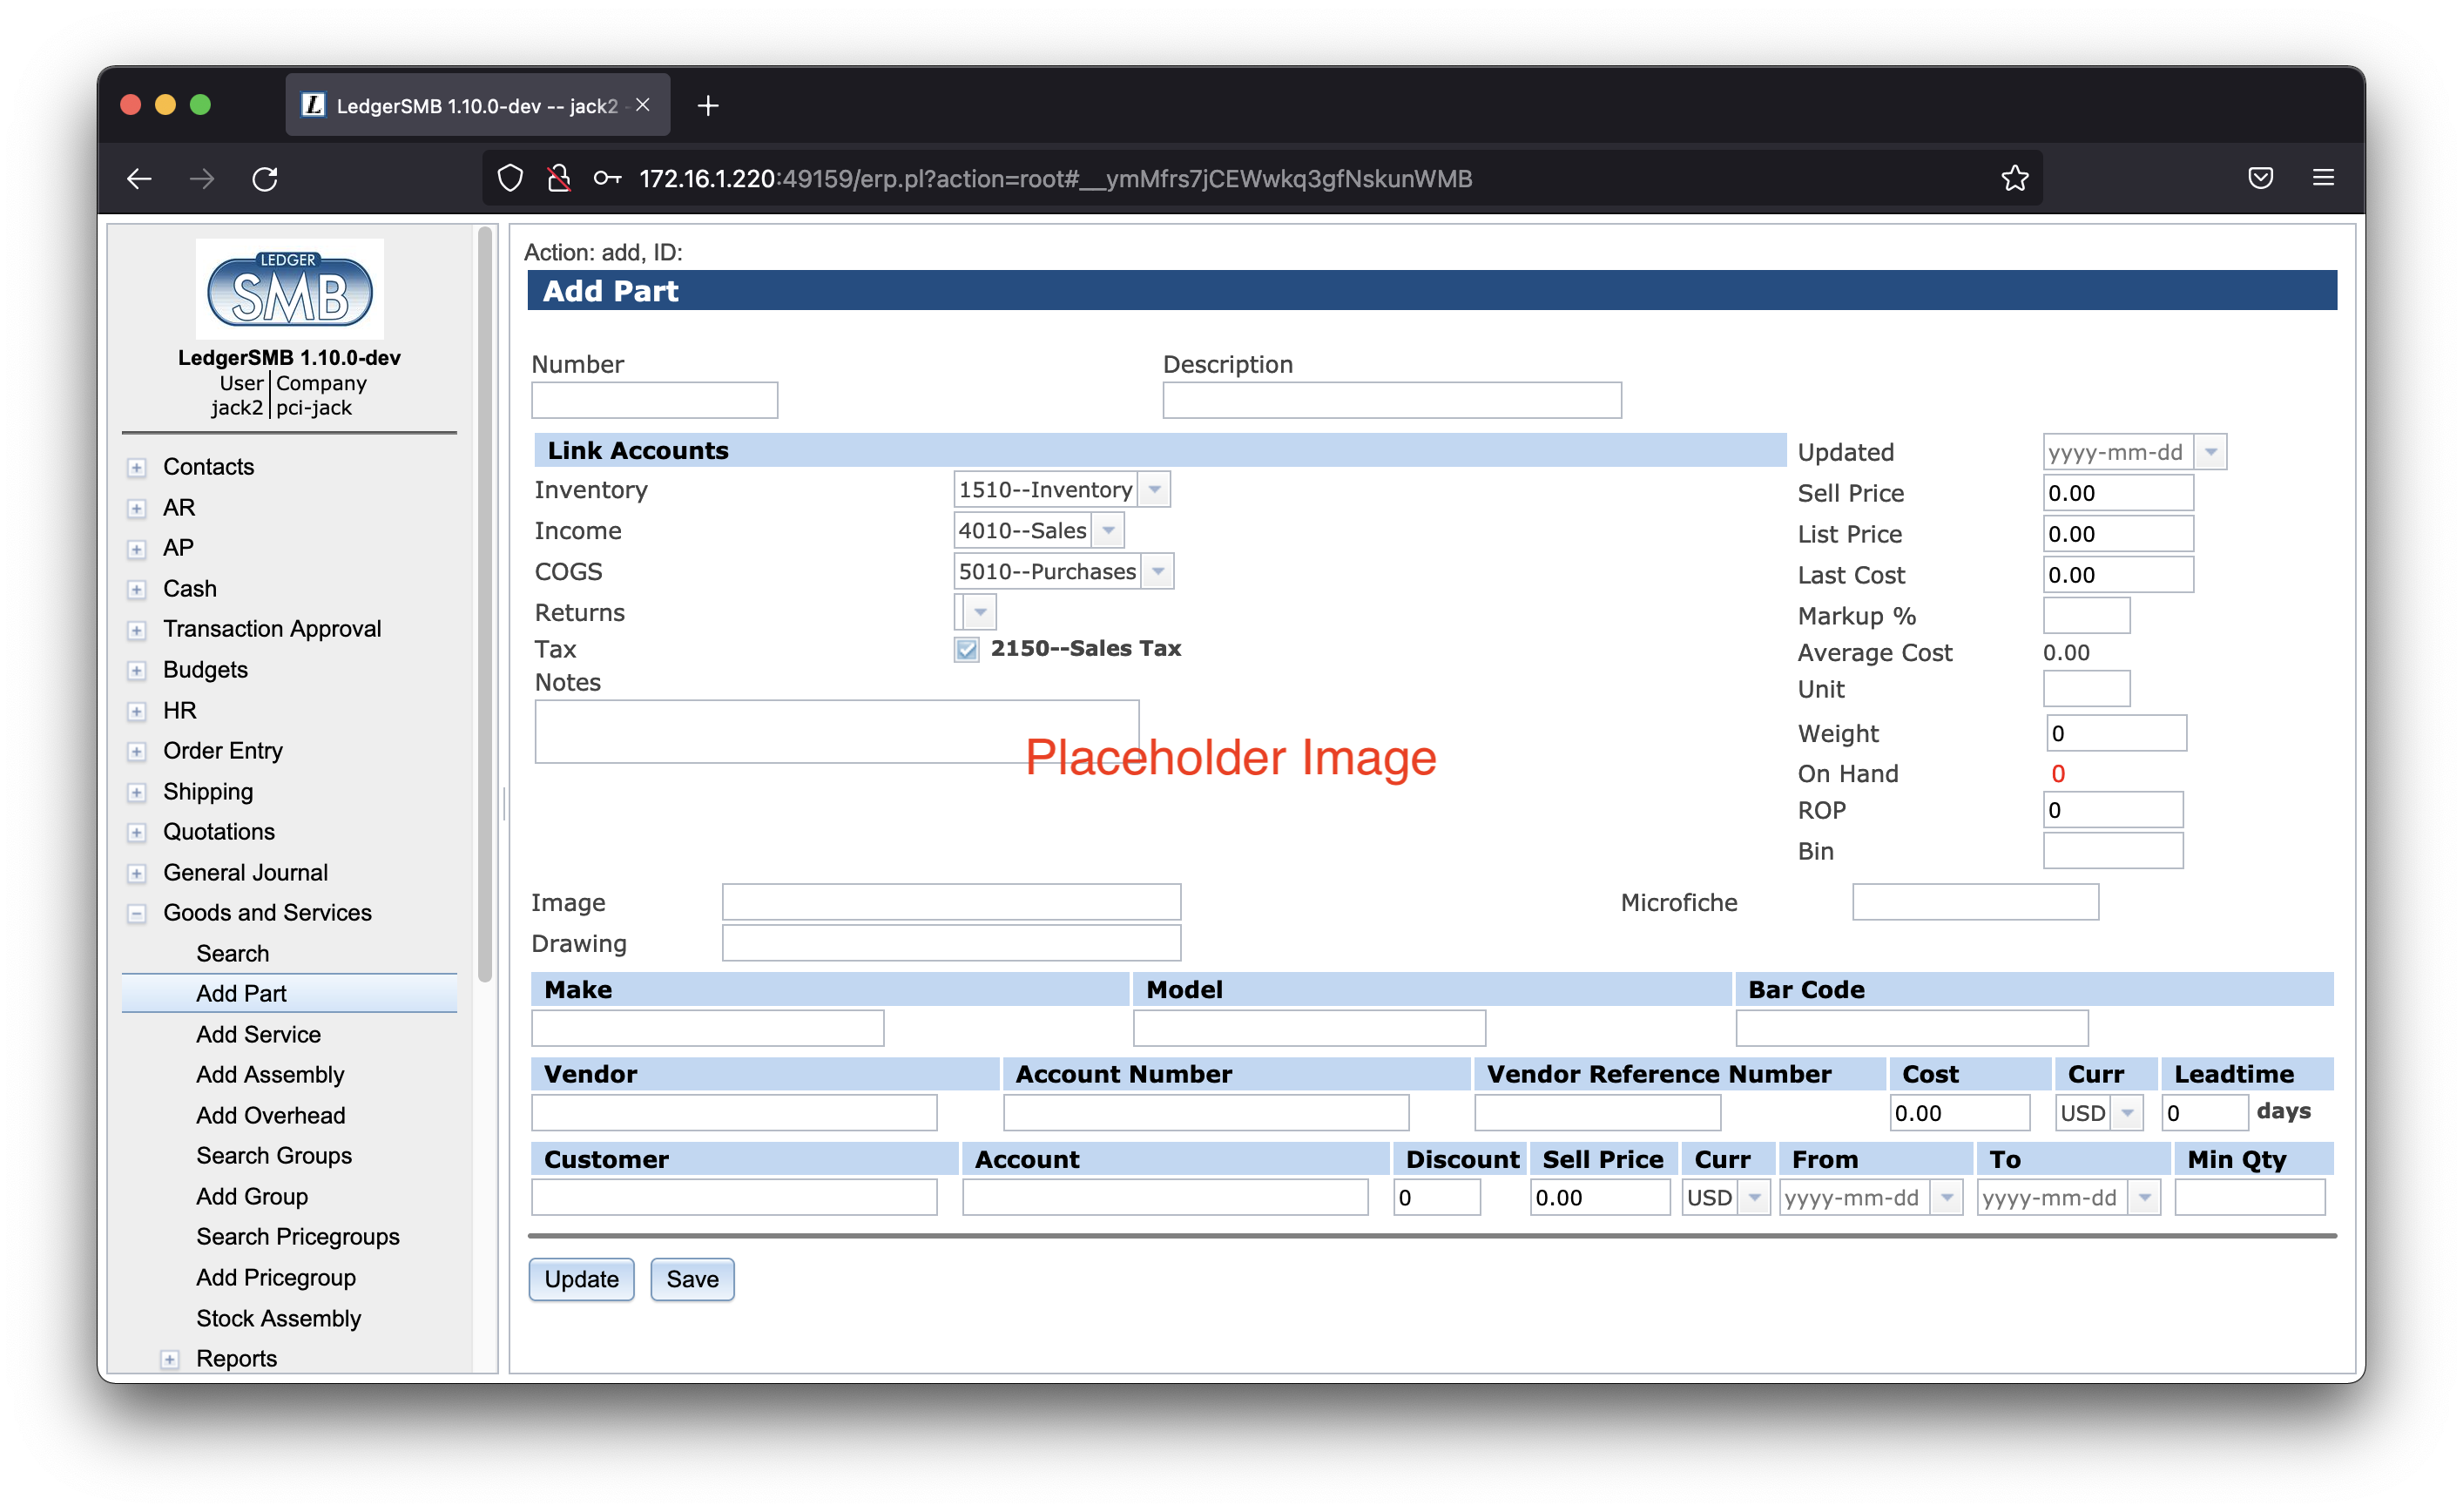 LedgerSMB 1.10.0-dev -- jack2 -
172.16.1.220:49159/erp.pl?action=root#__ymMfrs7jCEWwkq3gfNskunWMB
LEDGER
SMB
LedgerSMB 1.10.0-dev
User Company
jack2 pci-jack
Contacts
AR
AP
Cash
Transaction Approval
Budgets
HR
Order Entry
Shipping
Quotations
General Journal
Goods and Services
Search
Add Part
Add Service
Add Assembly
Add Overhead
Search Groups
Add Group
Search Pricegroups
Add Pricegroup
Stock Assembly
Reports
Action: add, ID:
Add Part
Number Description
Link Accounts
Inventory 1510--Inventory
Income 4010--Sales
COGS 5010--Purchases
Returns
Tax 2150--Sales Tax
Notes
Placeholder Image
Updated yyyy-mm-dd
Sell Price 0.00
List Price 0.00
Last Cost 0.00
Markup %
Average Cost 0.00
Unit
Weight 0
On Hand 0
ROP 0
Bin
Image Microfiche
Drawing
Make Model Bar Code
Vendor Account Number Vendor Reference Number Cost Curr Leadtime
0.00 USD 0 days
Customer Account Discount Sell Price Curr From To Min Qty
0 0.00 USD yyyy-mm-dd yyyy-mm-dd
Update Save